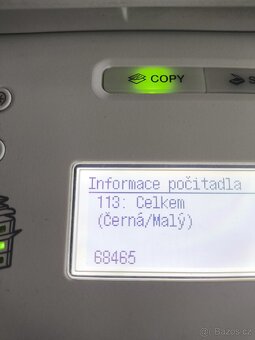 COPY
S
Informace počitadla
113: Celkem
(Černá/Malý)
68465
Bazos.cz